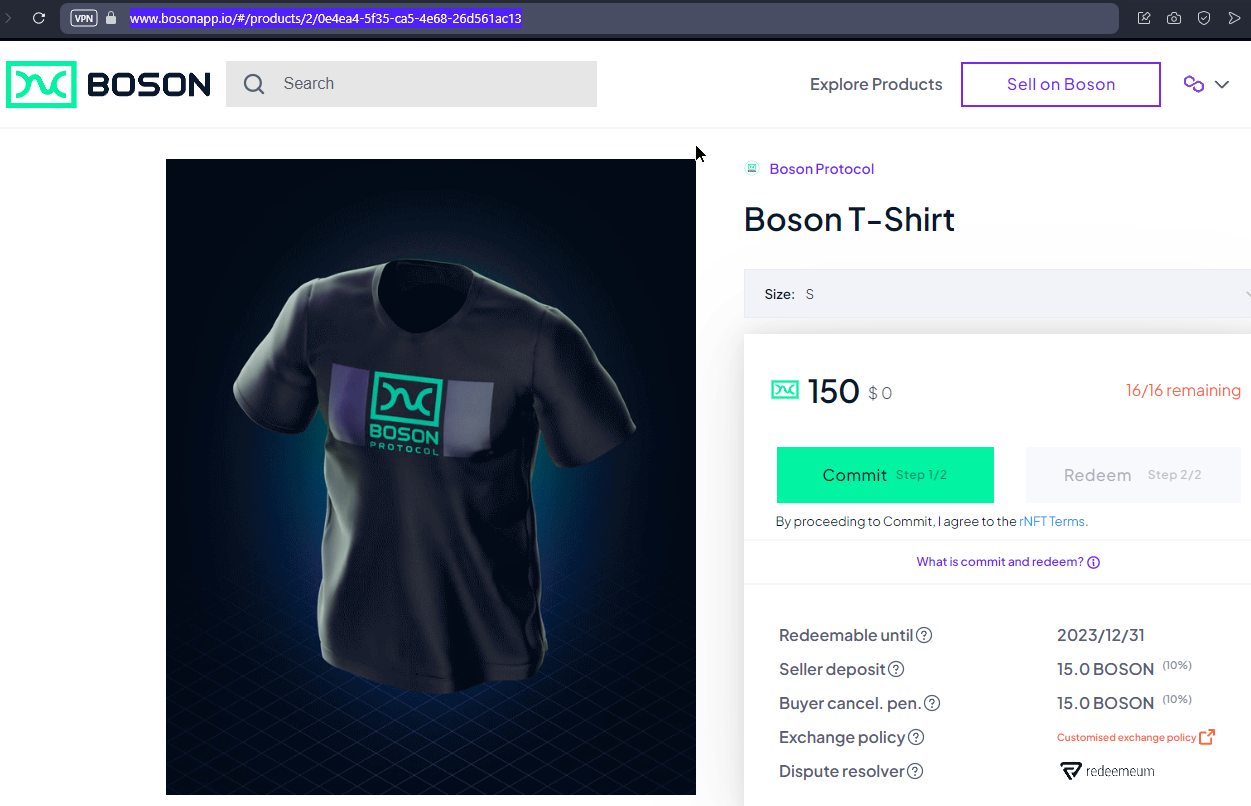 VPN
www.bosonapp.io/#/products/2/0e4ea4-5f35-ca5-4e68-26d561ac13
BOSON
Search
Explore Products
Sell on Boson
Boson Protocol
Boson T-Shirt
Size: S
BOSON
PROTOCOL
150 $ 0
16/16 remaining
Commit Step 1/2
Redeem Step 2/2
By proceeding to Commit, I agree to the rNFT Terms.
What is commit and redeem?
Redeemable until 2023/12/31
Seller deposit 15.0 BOSON (10%)
Buyer cancel. pen. 15.0 BOSON (10%)
Exchange policy Customised exchange policy
Dispute resolver redeemeum